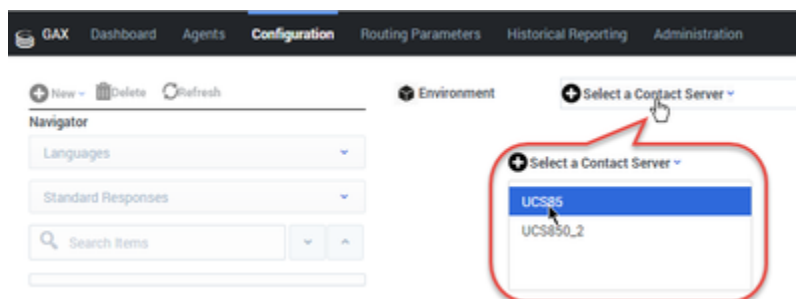 GAX Dashboard Agents Configuration Routing Parameters Historical Reporting Administration
New Delete Refresh Environment Select a Contact Server
Navigator
Languages
Select a Contact Server
Standard Responses
UCS85
UCS850_2
Search Items